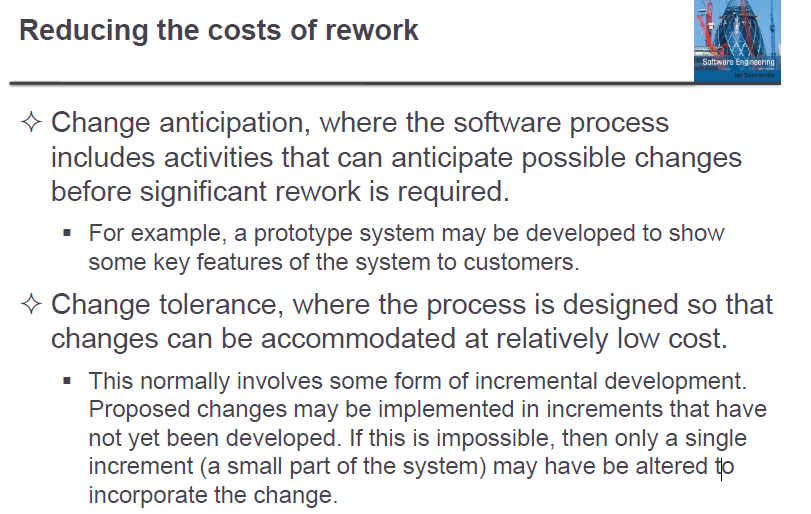 Reducing the costs of rework
Software Engineering
Ian Sommerville
✧ Change anticipation, where the software process
includes activities that can anticipate possible changes
before significant rework is required.
▪ For example, a prototype system may be developed to show
some key features of the system to customers.
✧ Change tolerance, where the process is designed so that
changes can be accommodated at relatively low cost.
▪ This normally involves some form of incremental development.
Proposed changes may be implemented in increments that have
not yet been developed. If this is impossible, then only a single
increment (a small part of the system) may have be altered to
incorporate the change.